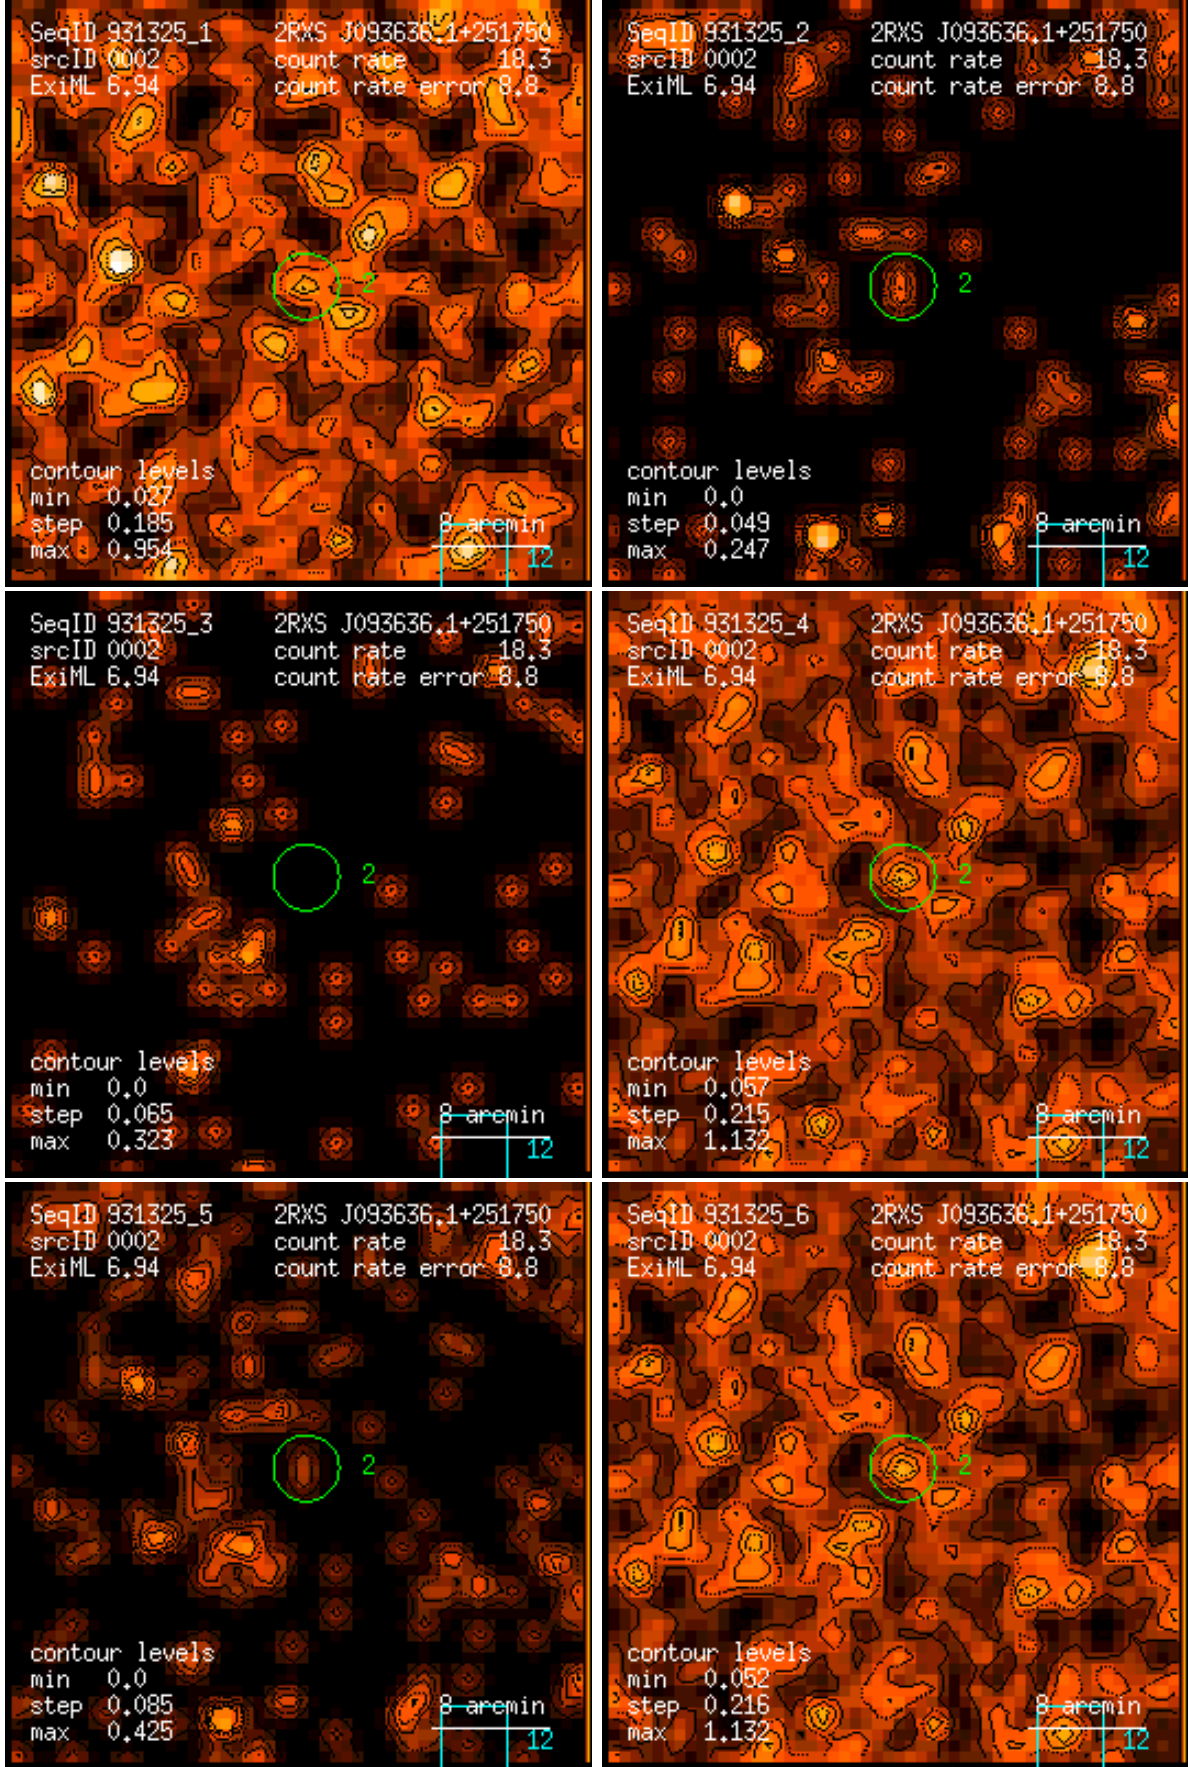 SeqID 931325_1 2RXS J093636.1+251750
srcID 0002 count rate 18.3
ExiML 6.94 count rate error 8.8
2
contour levels
min 0.027
step 0.185
max 0.954
8 arcmin
12
SeqID 931325_2 2RXS J093636.1+251750
srcID 0002 count rate 18.3
ExiML 6.94 count rate error 8.8
2
contour levels
min 0.0
step 0.049
max 0.247
8 arcmin
12
SeqID 931325_3 2RXS J093636.1+251750
srcID 0002 count rate 18.3
ExiML 6.94 count rate error 8.8
2
contour levels
min 0.0
step 0.065
max 0.323
8 arcmin
12
SeqID 931325_4 2RXS J093636.1+251750
srcID 0002 count rate 18.3
ExiML 6.94 count rate error 8.8
2
contour levels
min 0.057
step 0.215
max 1.132
8 arcmin
12
SeqID 931325_5 2RXS J093636.1+251750
srcID 0002 count rate 18.3
ExiML 6.94 count rate error 8.8
2
contour levels
min 0.0
step 0.085
max 0.425
8 arcmin
12
SeqID 931325_6 2RXS J093636.1+251750
srcID 0002 count rate 18.3
ExiML 6.94 count rate error 8.8
2
contour levels
min 0.052
step 0.216
max 1.132
8 arcmin
12